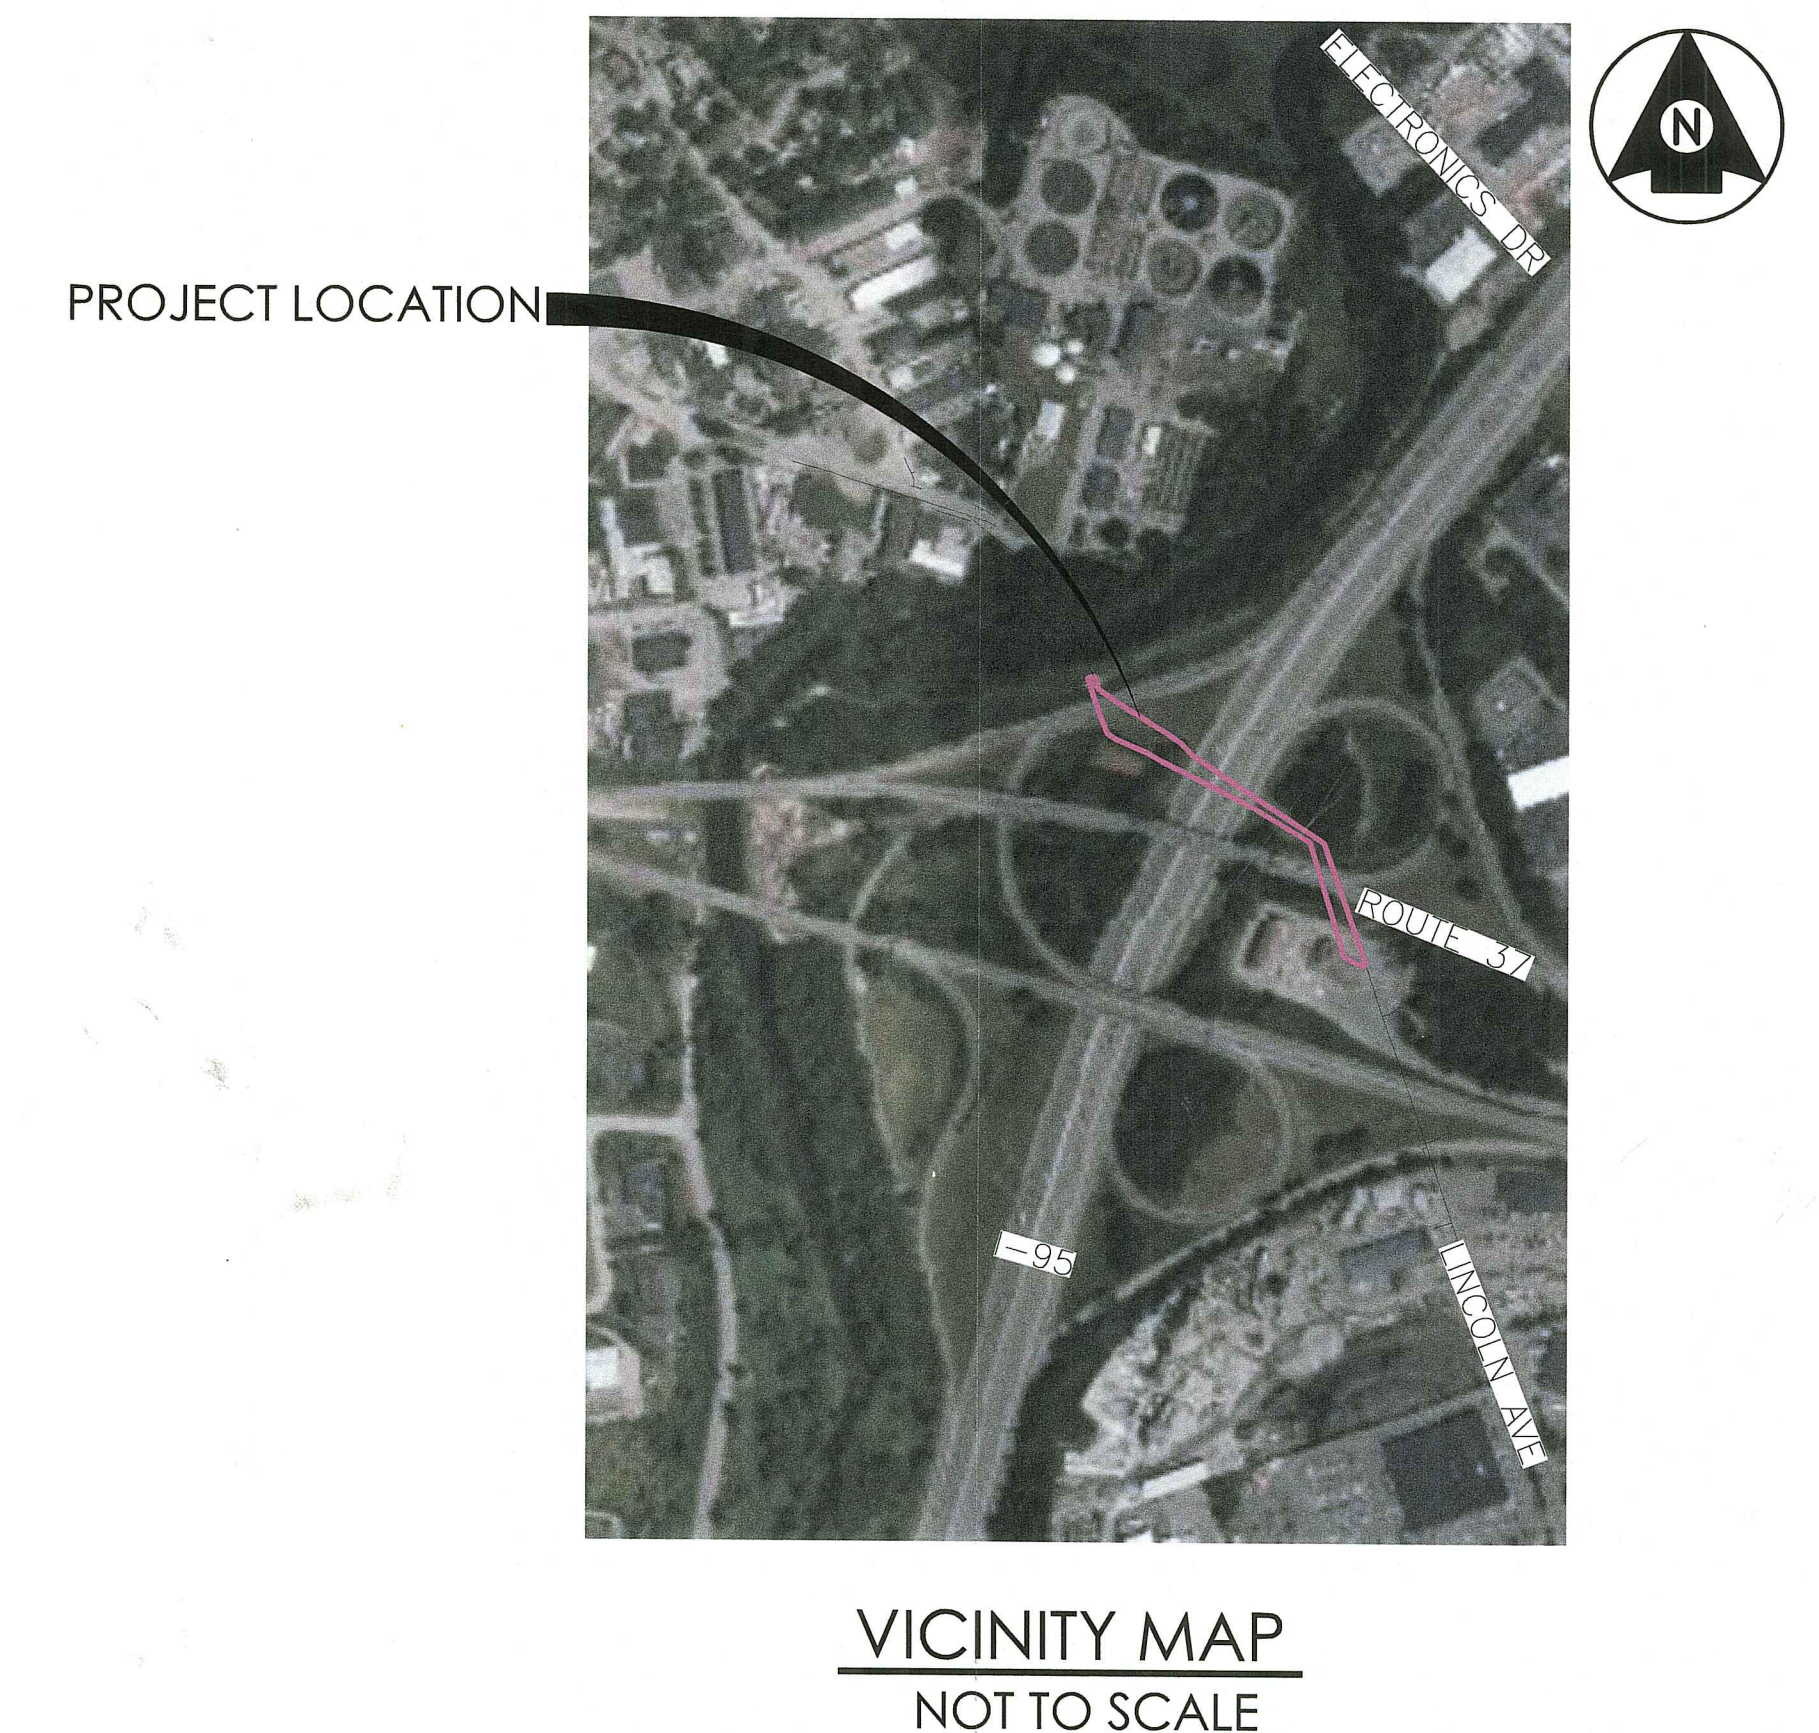 ELECTRONICS DR
N
PROJECT LOCATION
ROUTE 37
-95
LINCOLN AVE
VICINITY MAP
NOT TO SCALE